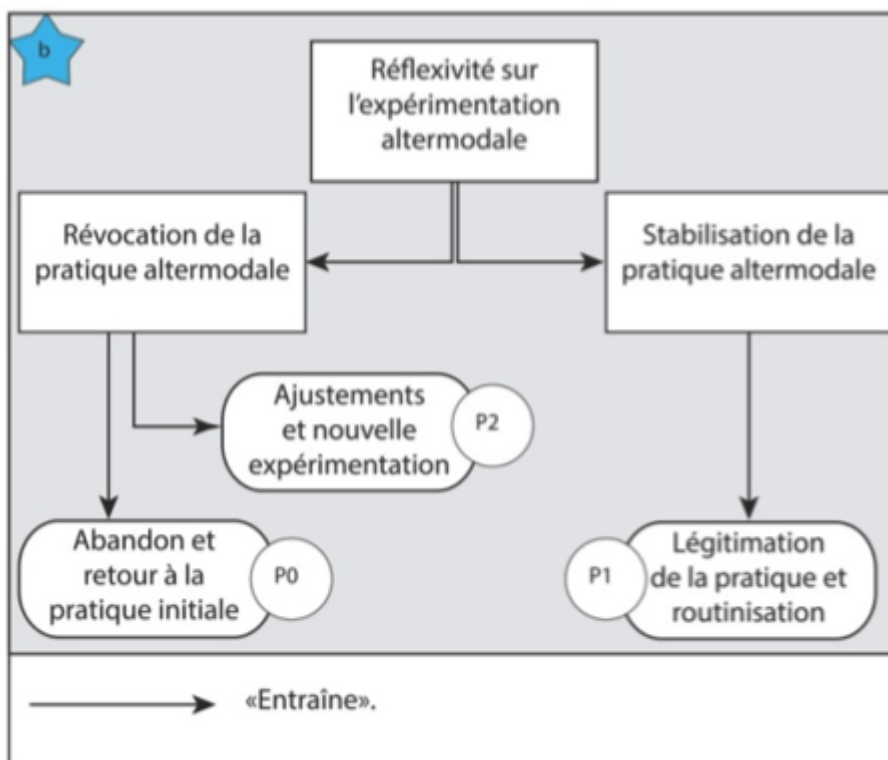 b
Réflexivité sur
l'expérimentation
altermodale
Révocation de la
pratique altermodale
Stabilisation de la
pratique altermodale
Ajustements
et nouvelle
expérimentation
P2
Abandon et
retour à la
pratique initiale
P0
P1
Légitimation
de la pratique et
routinisation
«Entraîne».